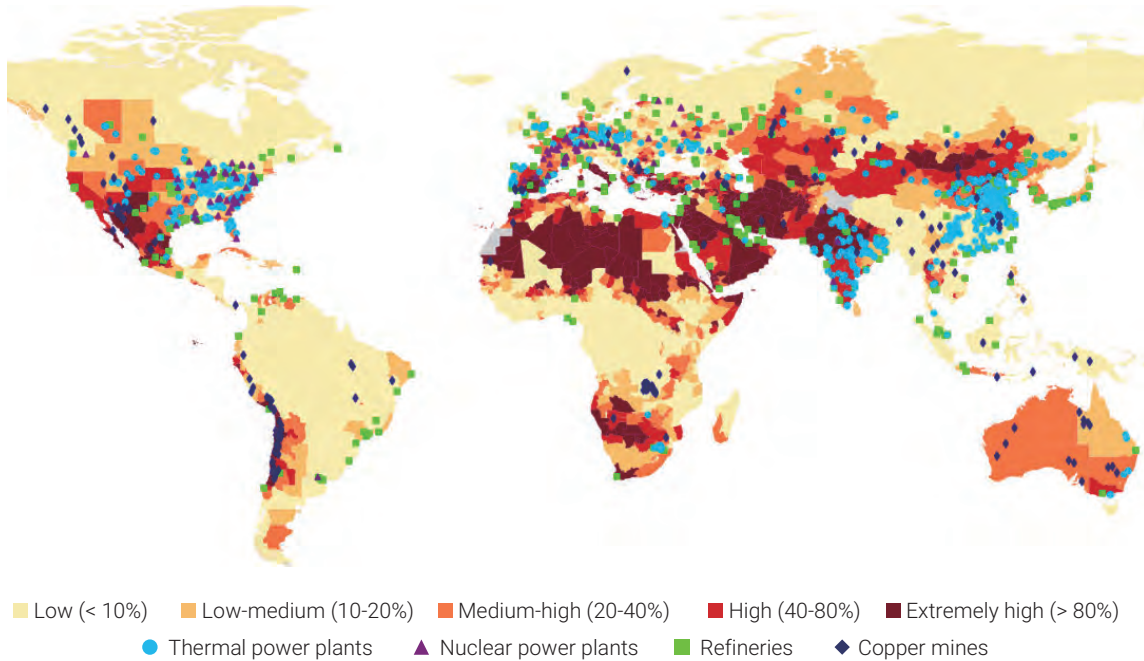 Low (< 10%) Low-medium (10-20%) Medium-high (20-40%) High (40-80%) Extremely high (> 80%)
Thermal power plants Nuclear power plants Refineries Copper mines